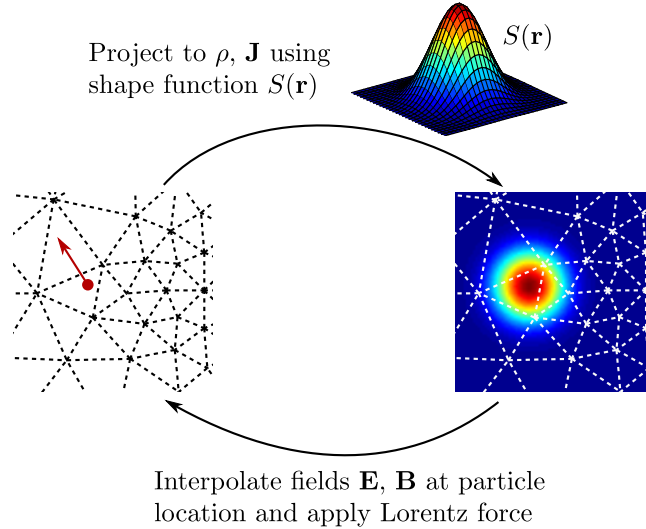 Project to ρ, J using
shape function S(r)
S(r)
Interpolate fields E, B at particle
location and apply Lorentz force